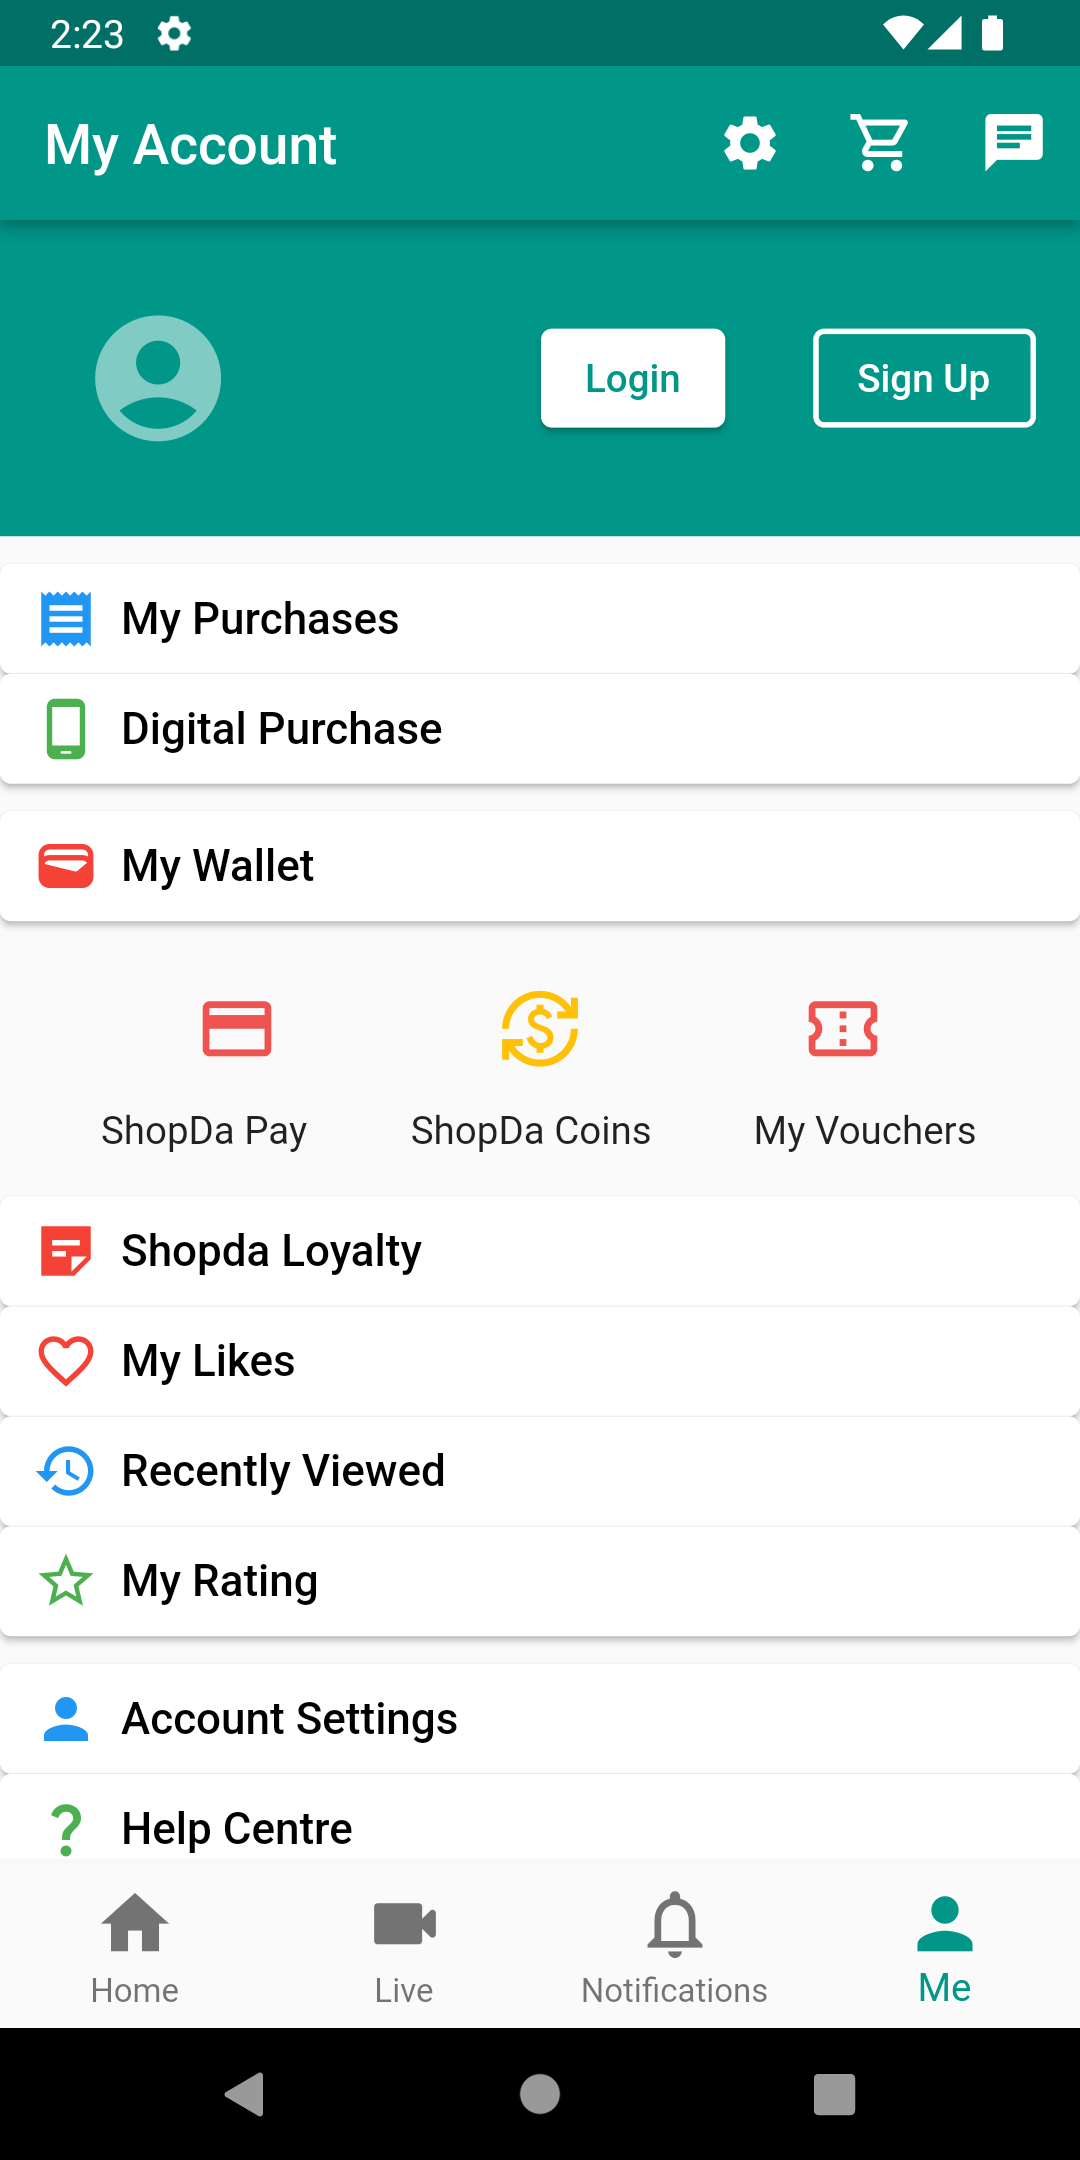 2:23
My Account
Login
Sign Up
My Purchases
Digital Purchase
My Wallet
ShopDa Pay
ShopDa Coins
My Vouchers
Shopda Loyalty
My Likes
Recently Viewed
My Rating
Account Settings
Help Centre
Home
Live
Notifications
Me